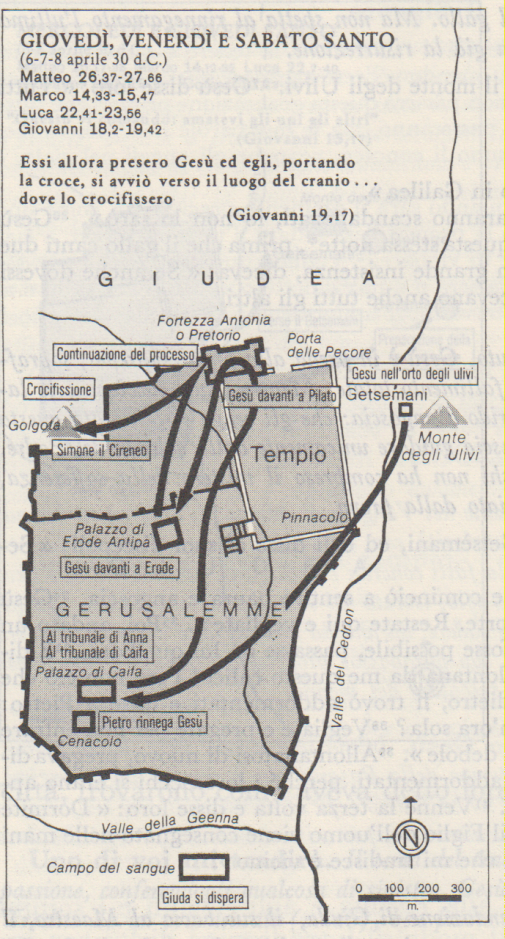 GIOVEDÌ, VENERDÌ E SABATO SANTO
(6-7-8 aprile 30 d.C.)
Matteo 26,37-27,66
Marco 14,33-15,47
Luca 22,41-23,56
Giovanni 18,2-19,42
Essi allora presero Gesù ed egli, portando
la croce, si avviò verso il luogo del cranio . . .
dove lo crocifissero
(Giovanni 19,17)
G I U D E A
Fortezza Antonia
o Pretorio
Porta
delle Pecore
Continuazione del processo
Gesù nell'orto degli ulivi
Crocifissione
Gesù davanti a Pilato
Getsemani
Golgota
Simone il Cireneo
Tempio
Monte
degli Ulivi
Pinnacolo
Palazzo di
Erode Antipa
Gesù davanti a Erode
GERUSALEMME
Al tribunale di Anna
Al tribunale di Caifa
Palazzo di Caifa
Valle del Cedron
Pietro rinnega Gesù
Cenacolo
Valle della Geenna
Campo del sangue
Giuda si dispera
N
0 100 200 300
m.